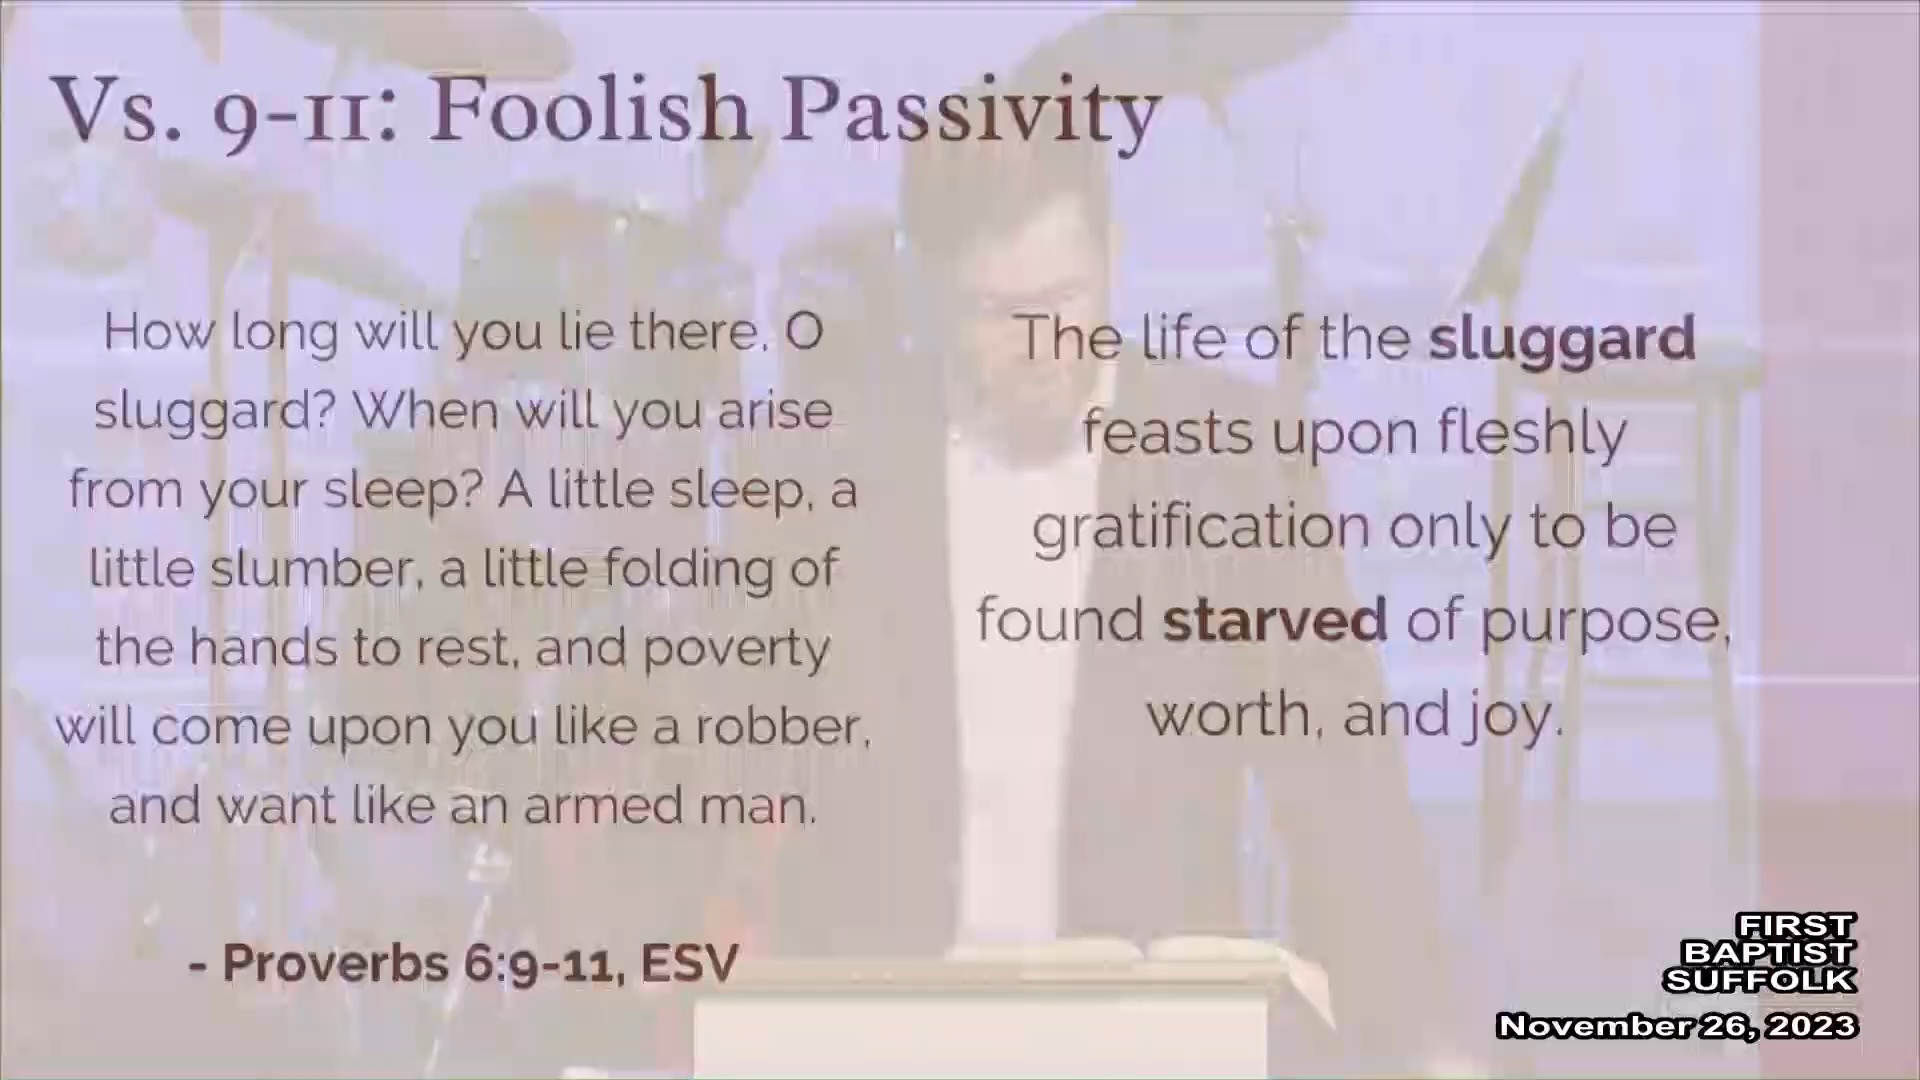 Vs. 9-11: Foolish Passivity
How long will you lie there, O
sluggard? When will you arise
from your sleep? A little sleep, a
little slumber, a little folding of
the hands to rest, and poverty
will come upon you like a robber,
and want like an armed man.
- Proverbs 6:9-11, ESV
The life of the sluggard
feasts upon fleshly
gratification only to be
found starved of purpose,
worth, and joy.
FIRST
BAPTIST
SUFFOLK
November 26, 2023